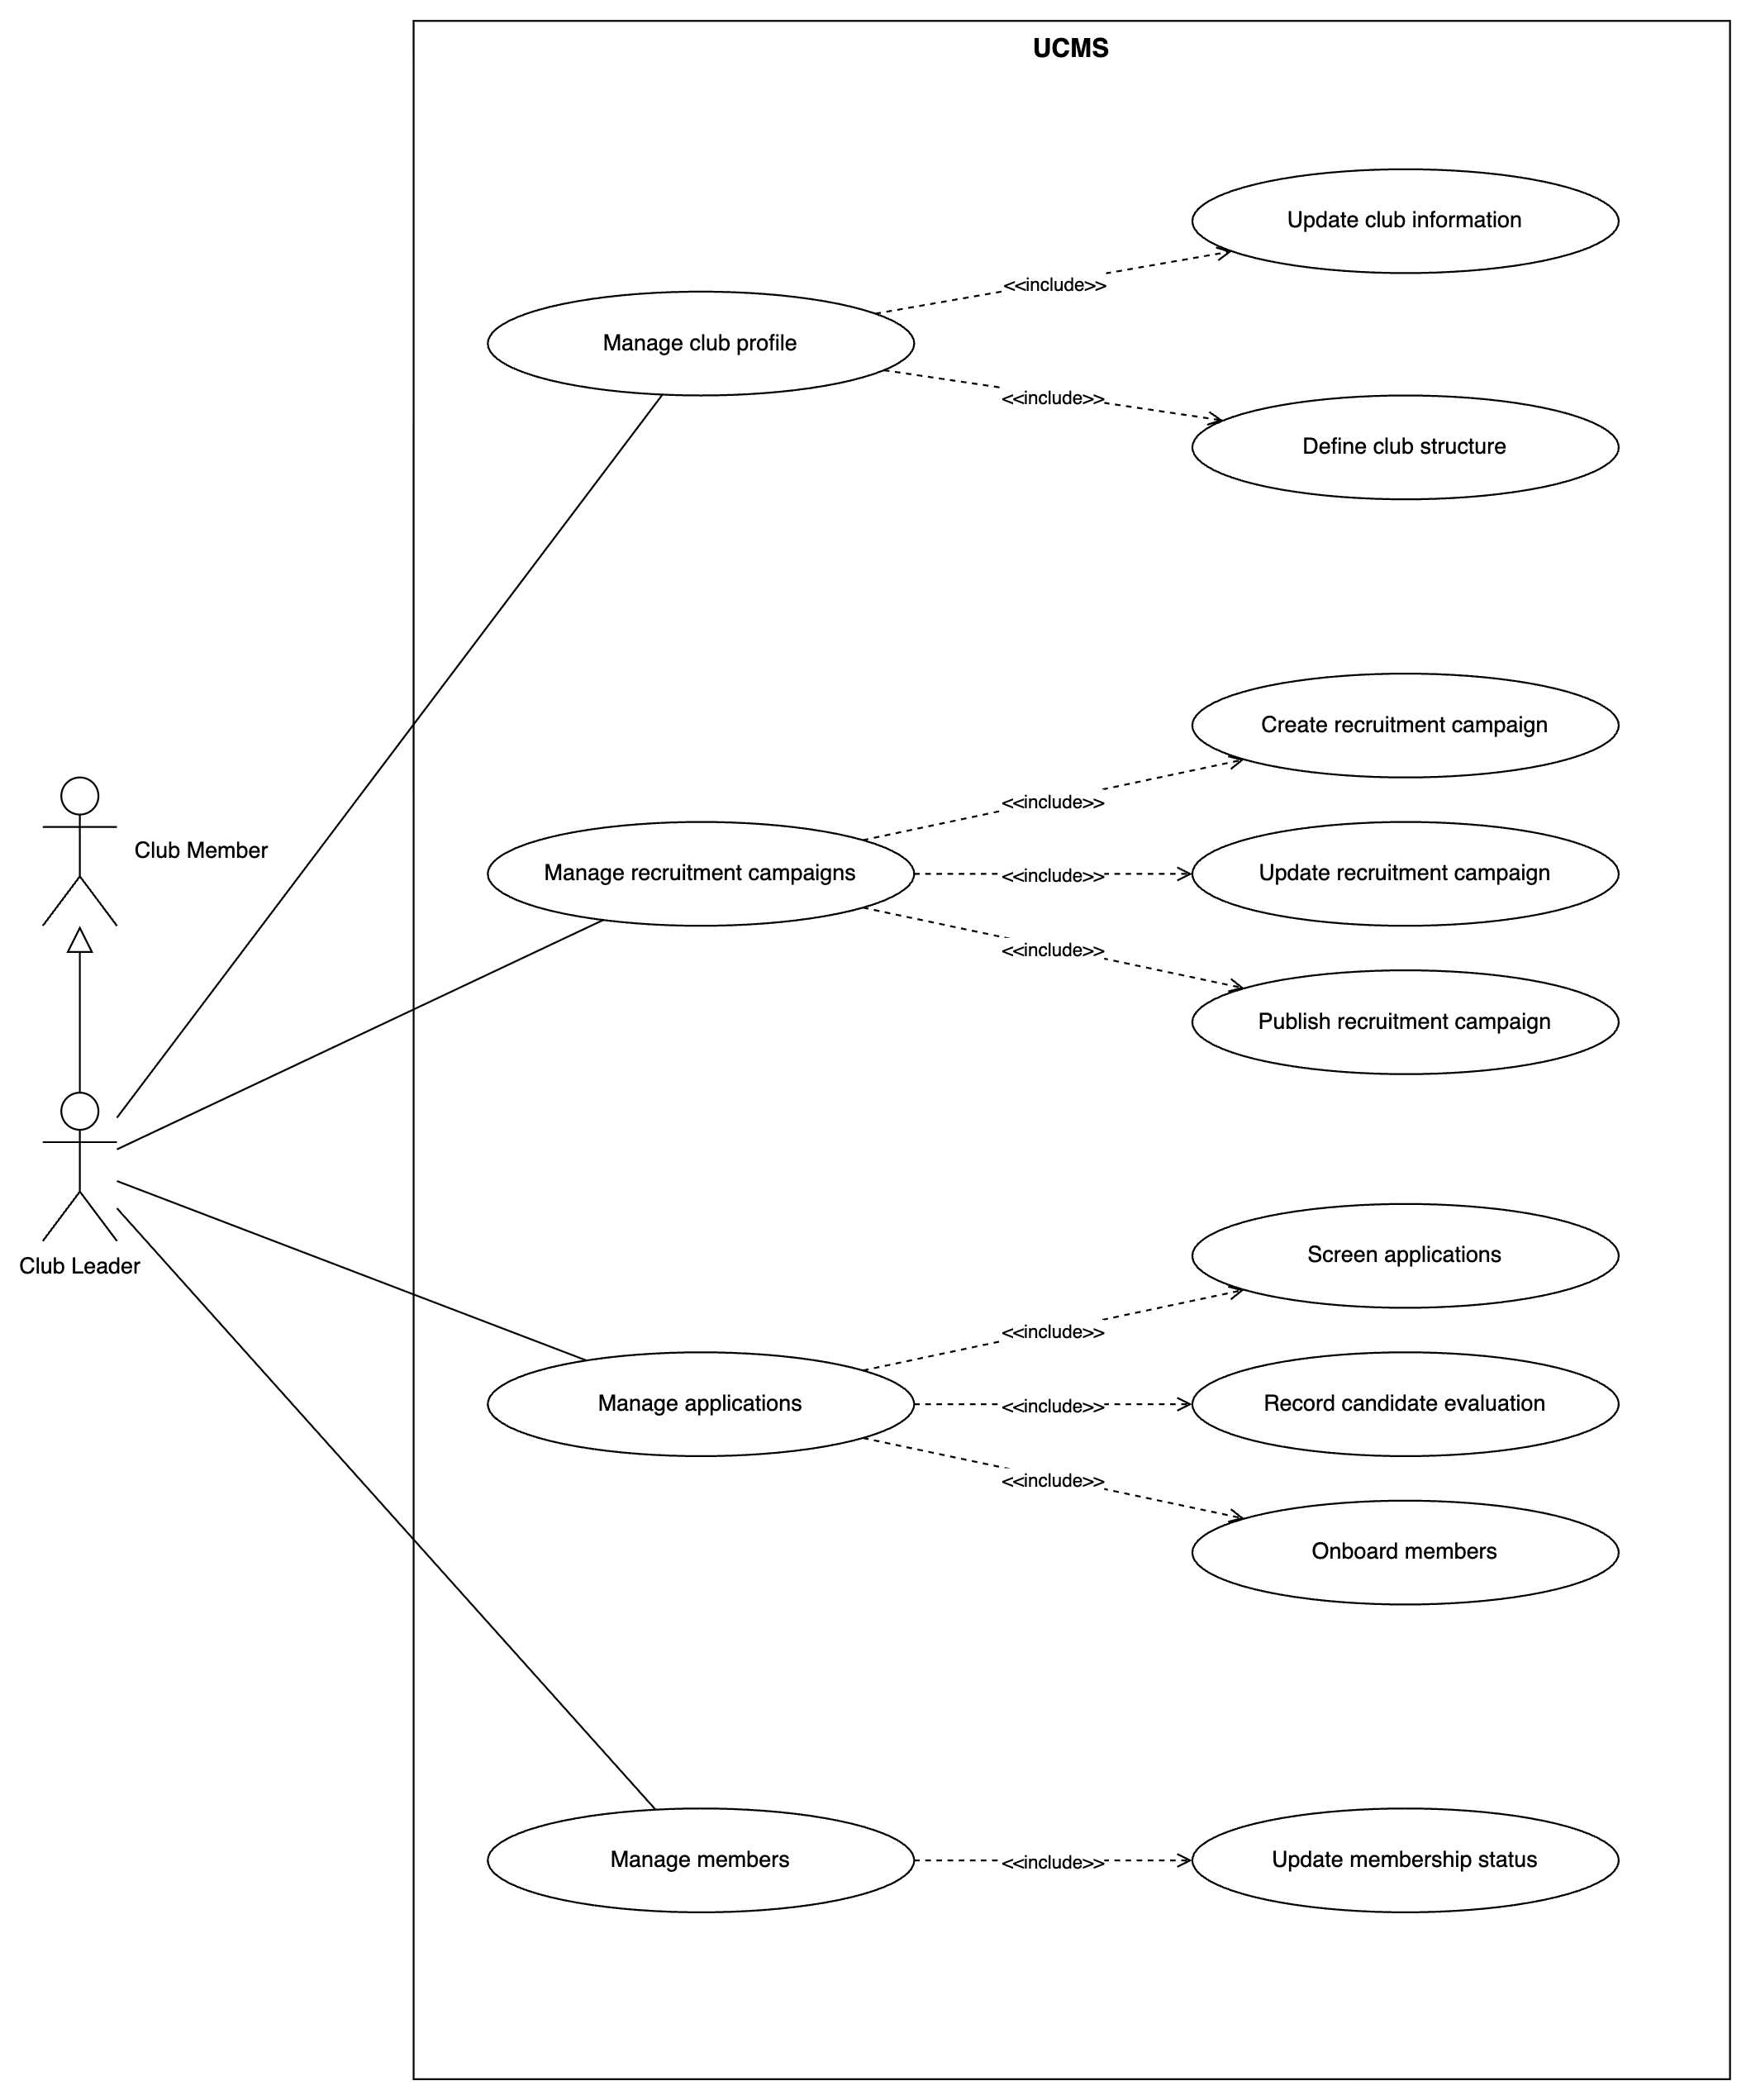 UCMS
Update club information
<<include>>
Manage club profile
<<include>>
Define club structure
Create recruitment campaign
<<include>>
Club Member
Manage recruitment campaigns
<<include>>
Update recruitment campaign
<<include>>
Publish recruitment campaign
Club Leader
Screen applications
<<include>>
Manage applications
<<include>>
Record candidate evaluation
<<include>>
Onboard members
Manage members
<<include>>
Update membership status